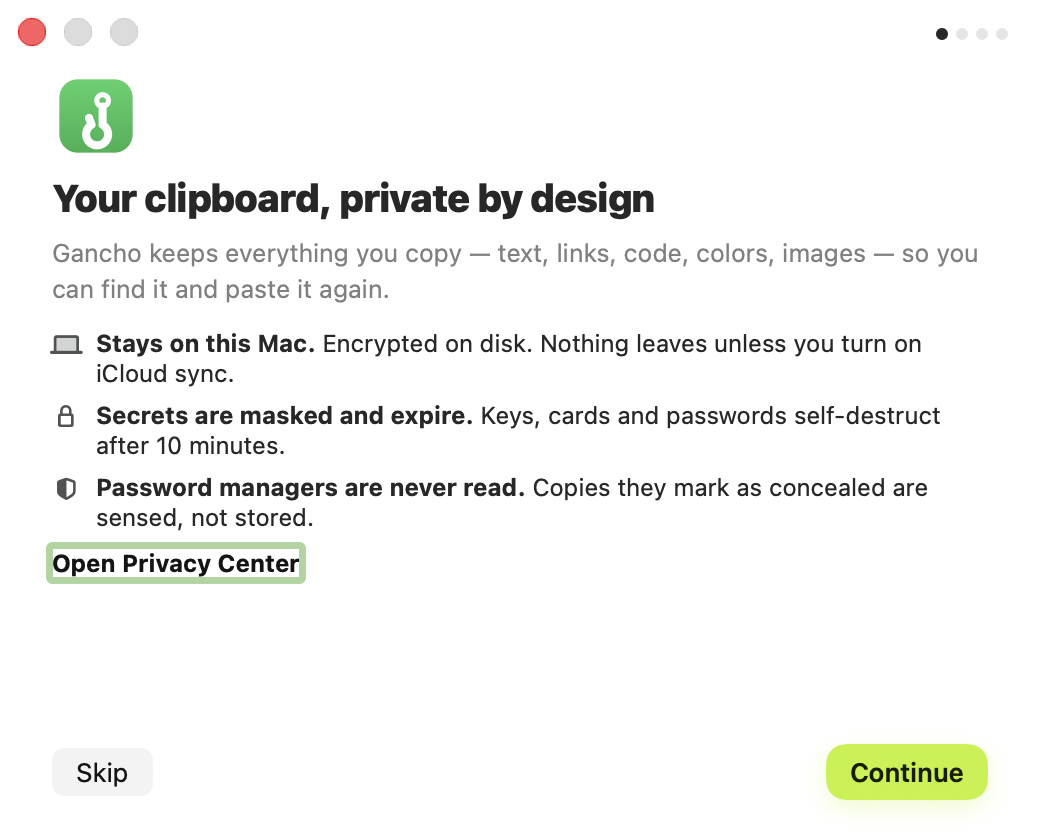 Your clipboard, private by design
Gancho keeps everything you copy — text, links, code, colors, images — so you
can find it and paste it again.
Stays on this Mac. Encrypted on disk. Nothing leaves unless you turn on
iCloud sync.
Secrets are masked and expire. Keys, cards and passwords self-destruct
after 10 minutes.
Password managers are never read. Copies they mark as concealed are
sensed, not stored.
Open Privacy Center
Skip
Continue